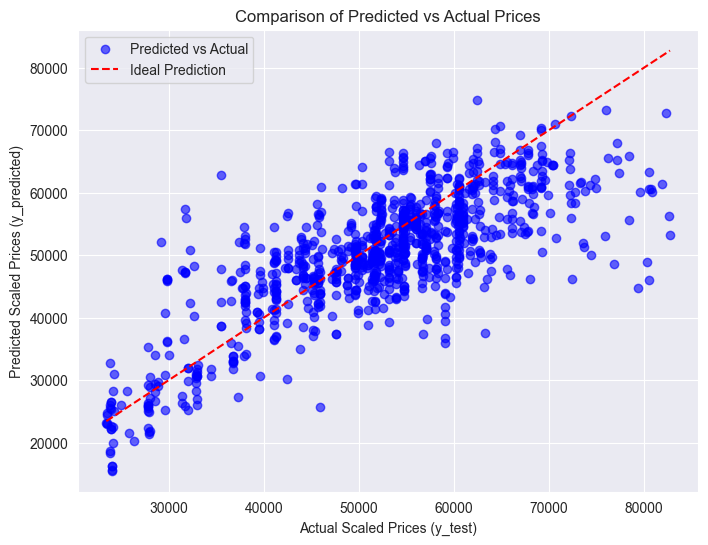 Comparison of Predicted vs Actual Prices
Predicted vs Actual
Ideal Prediction
Predicted Scaled Prices (y_predicted)
80000
70000
60000
50000
40000
30000
20000
30000 40000 50000 60000 70000 80000
Actual Scaled Prices (y_test)